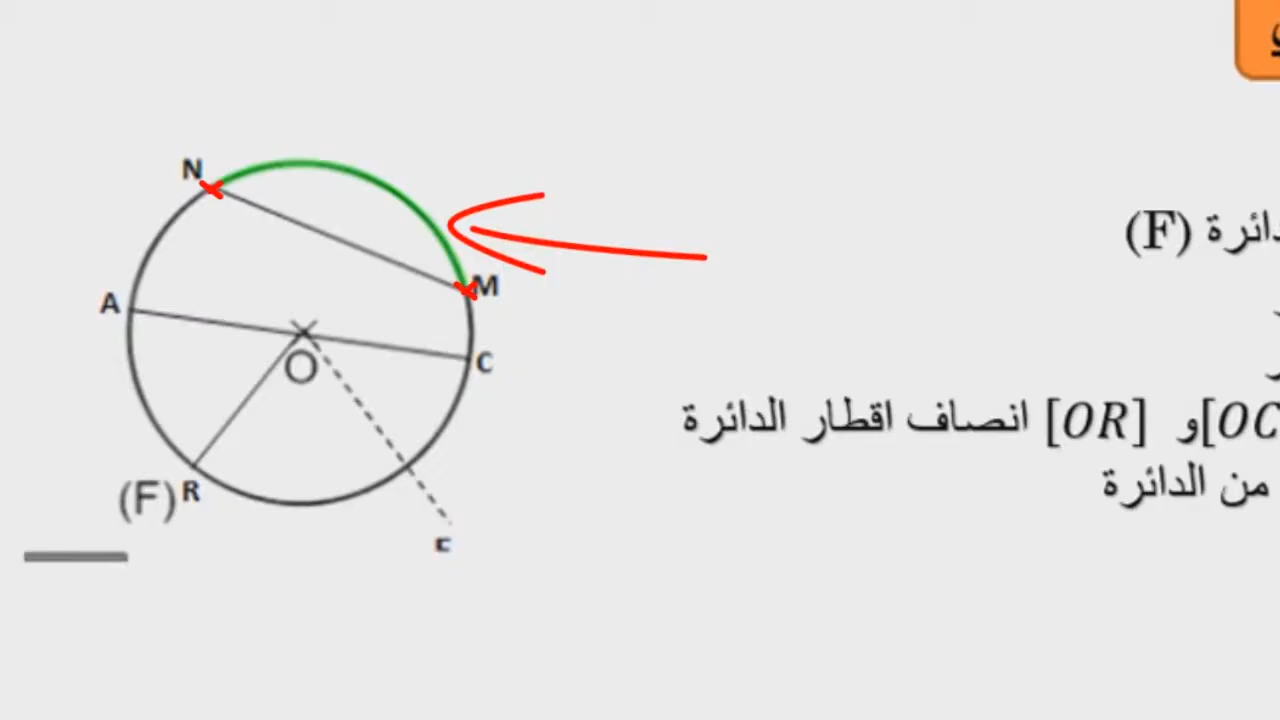 N
M
A
O
C
(F) R
دائرة (F)
[OC] و [OR] انصاف اقطار الدائرة
من الدائرة